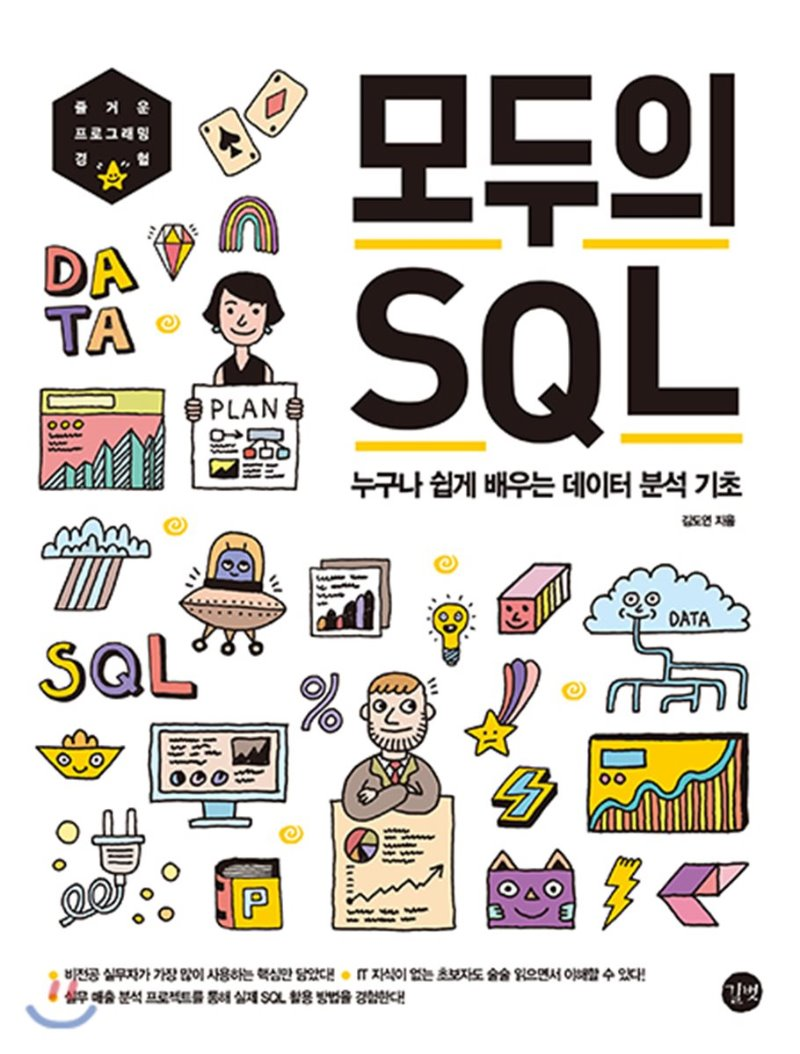 즐거운
프로그래밍
경험
모두의
SQL
누구나 쉽게 배우는 데이터 분석 기초
김도연 지음
DA
TA
PLAN
DATA
SQL
%
P
비전공 실무자가 가장 많이 사용하는 핵심만 담았다! IT 지식이 없는 초보자도 술술 읽으면서 이해할 수 있다!
실무 매출 분석 프로젝트를 통해 실제 SQL 활용 방법을 경험한다!
길벗